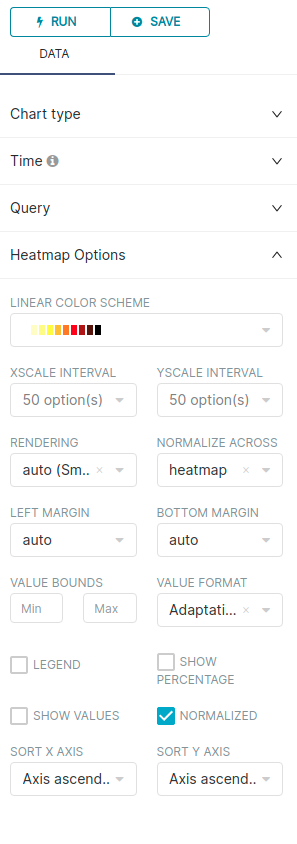 RUN SAVE
DATA
Chart type
Time
Query
Heatmap Options
LINEAR COLOR SCHEME
XSCALE INTERVAL YSCALE INTERVAL
50 option(s) 50 option(s)
RENDERING NORMALIZE ACROSS
auto (Sm.. × heatmap ×
LEFT MARGIN BOTTOM MARGIN
auto auto
VALUE BOUNDS VALUE FORMAT
Min Max Adaptati... ×
LEGEND SHOW
PERCENTAGE
SHOW VALUES NORMALIZED
SORT X AXIS SORT Y AXIS
Axis ascend.. Axis ascend..